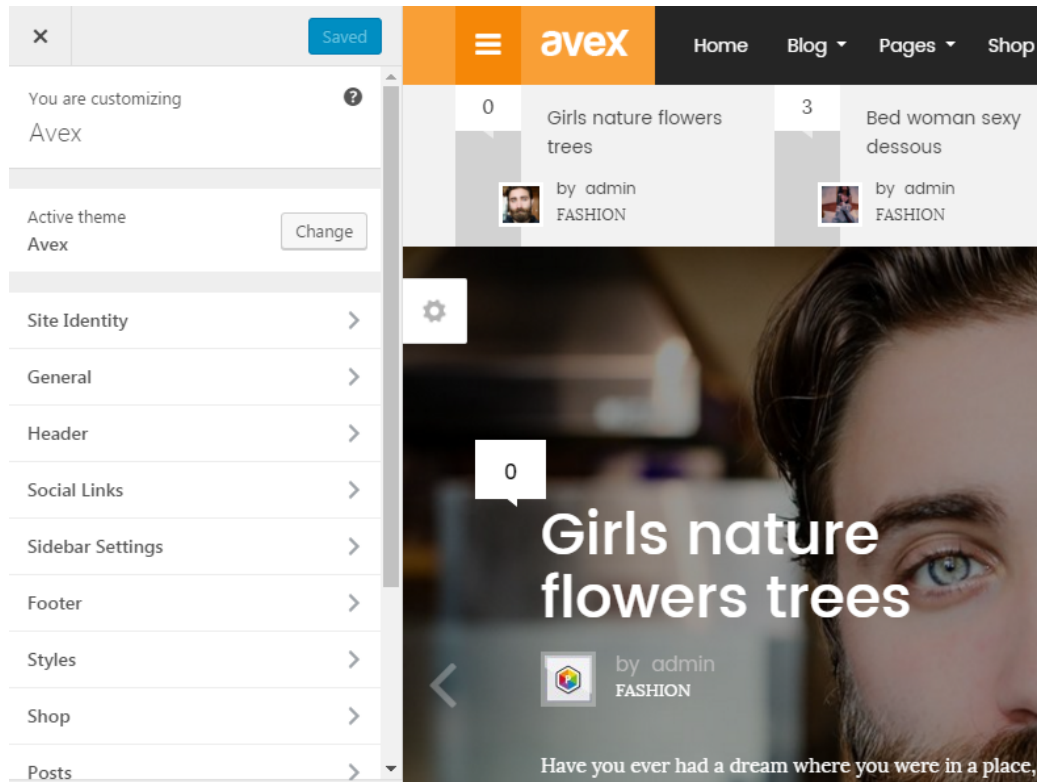 Saved
You are customizing
Avex
Active theme
Avex
Change
Site Identity
General
Header
Social Links
Sidebar Settings
Footer
Styles
Shop
Posts
avex
Home Blog Pages Shop
0
Girls nature flowers
trees
by admin
FASHION
3
Bed woman sexy
dessous
by admin
FASHION
0
Girls nature
flowers trees
by admin
FASHION
Have you ever had a dream where you were in a place,